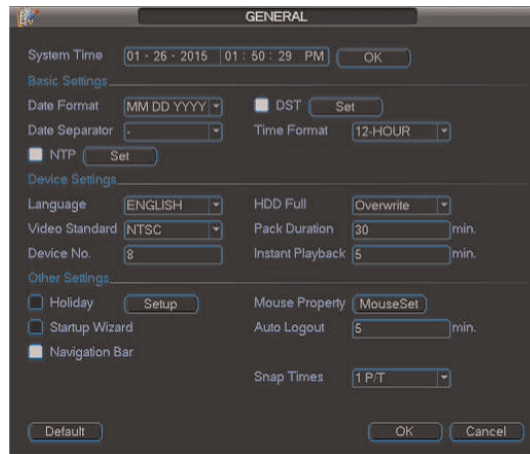 GENERAL
System Time 01 - 26 - 2015 01 : 50 : 29 PM OK
Basic Settings
Date Format MM DD YYYY DST Set
Date Separator - Time Format 12-HOUR
NTP Set
Device Settings
Language ENGLISH HDD Full Overwrite
Video Standard NTSC Pack Duration 30 min.
Device No. 8 Instant Playback 5 min.
Other Settings
Holiday Setup Mouse Property MouseSet
Startup Wizard Auto Logout 5 min.
Navigation Bar
Snap Times 1 P/T
Default OK Cancel